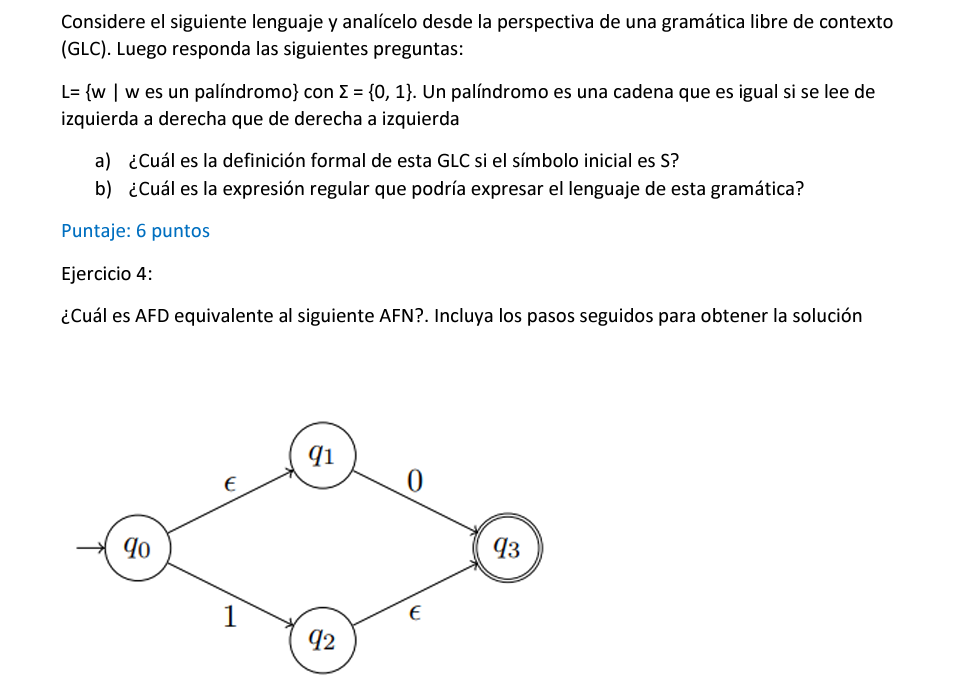 Considere el siguiente lenguaje y analícelo desde la perspectiva de una gramática libre de contexto
(GLC). Luego responda las siguientes preguntas:
L= {w | w es un palíndromo} con Σ = {0, 1}. Un palíndromo es una cadena que es igual si se lee de
izquierda a derecha que de derecha a izquierda
a) ¿Cuál es la definición formal de esta GLC si el símbolo inicial es S?
b) ¿Cuál es la expresión regular que podría expresar el lenguaje de esta gramática?
Puntaje: 6 puntos
Ejercicio 4:
¿Cuál es AFD equivalente al siguiente AFN?. Incluya los pasos seguidos para obtener la solución
q1
ϵ
0
q0
q3
1
ϵ
q2